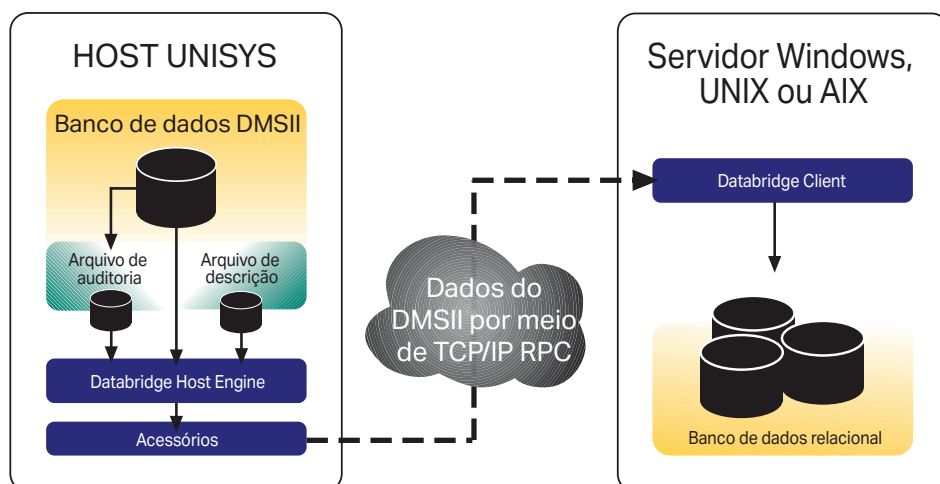 HOST UNISYS
Banco de dados DMSII
Arquivo de
auditoria
Arquivo de
descrição
Databridge Host Engine
Acessórios
Dados do
DMSII por meio
de TCP/IP RPC
Servidor Windows,
UNIX ou AIX
Databridge Client
Banco de dados relacional